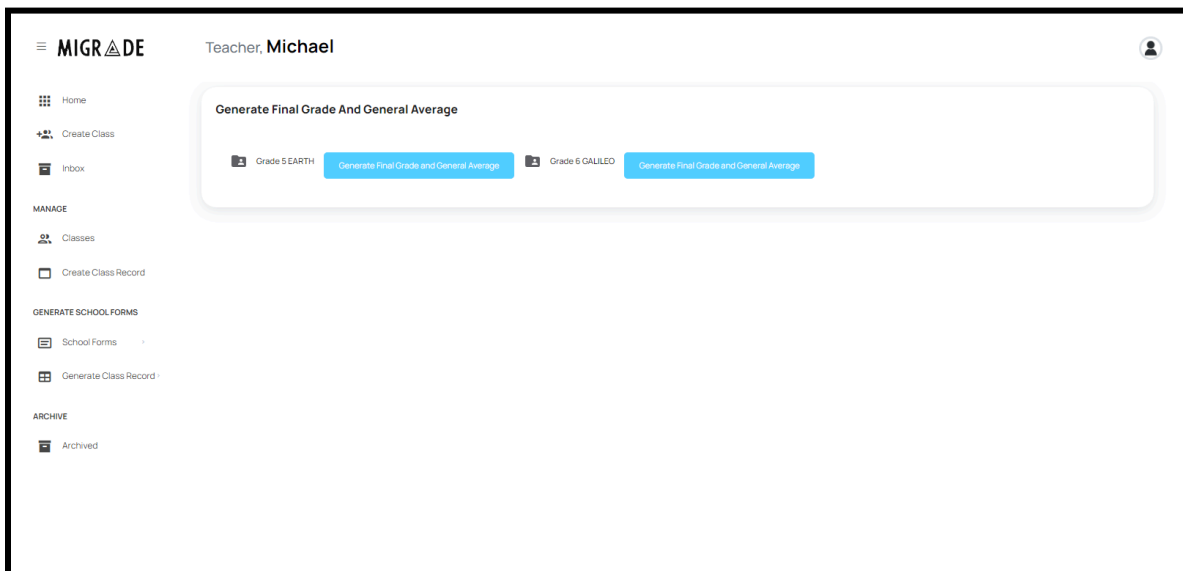 MIGRADE
Teacher, Michael
Home
Create Class
Inbox
MANAGE
Classes
Create Class Record
GENERATE SCHOOL FORMS
School Forms
Generate Class Record
ARCHIVE
Archived
Generate Final Grade And General Average
Grade 5 EARTH Generate Final Grade and General Average Grade 6 GALILEO Generate Final Grade and General Average